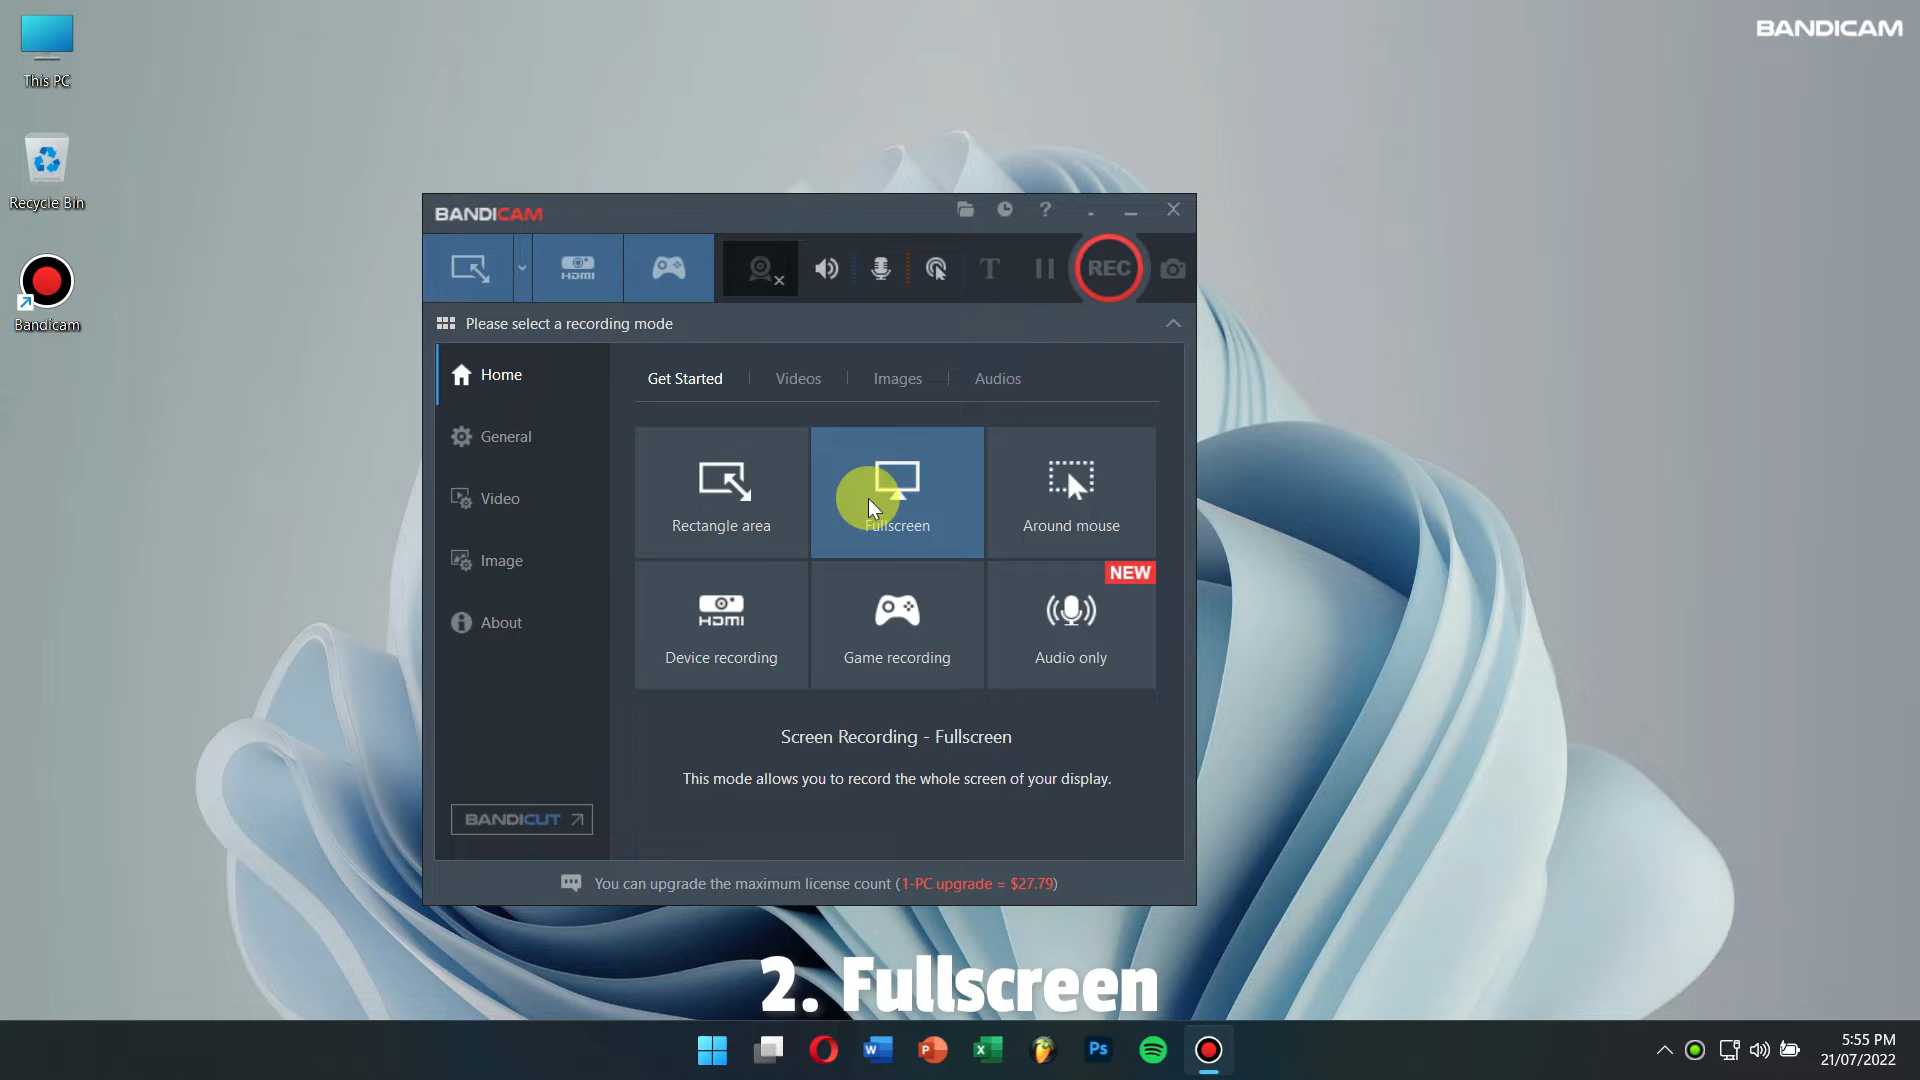 This PC
Recycle Bin
Bandicam
BANDICAM
BANDICAM
?
HDMI
T
REC
Please select a recording mode
Home
General
Video
Image
About
BANDICUT
Get Started
Videos
Images
Audios
Rectangle area
Fullscreen
Around mouse
HDMI
Device recording
Game recording
NEW
Audio only
Screen Recording - Fullscreen
This mode allows you to record the whole screen of your display.
You can upgrade the maximum license count (1-PC upgrade = $27.79)
2. Fullscreen
W
P
X
Ps
5:55 PM
21/07/2022